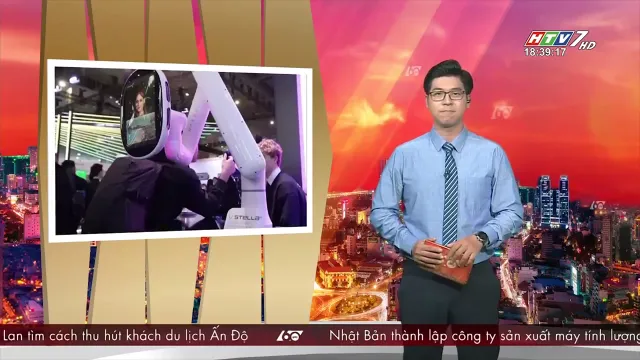 HTV7 HD
18:39:17
STELLA
Lan tìm cách thu hút khách du lịch Ấn Độ
60
Nhật Bản thành lập công ty sản xuất máy tính lượng